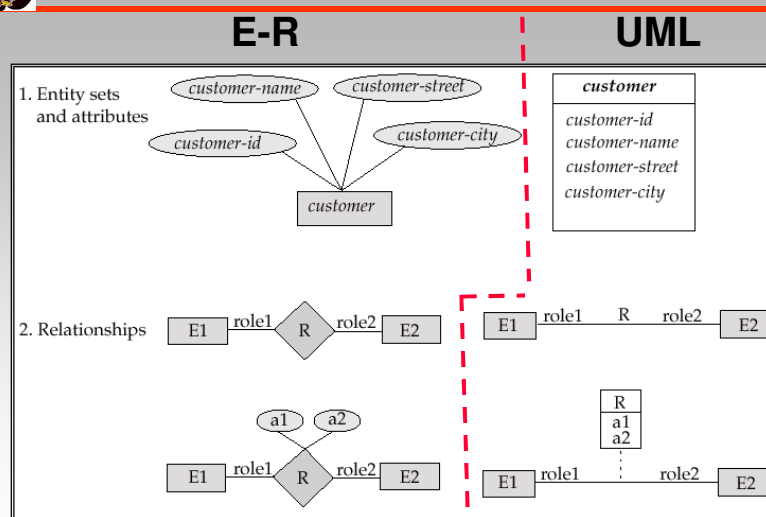 E-R
UML
1. Entity sets
and attributes
customer-name
customer-street
customer-id
customer-city
customer
customer
customer-id
customer-name
customer-street
customer-city
2. Relationships
E1
role1
R
role2
E2
E1
role1
R
role2
E2
a1
a2
E1
role1
R
role2
E2
R
a1
a2
E1
role1
role2
E2